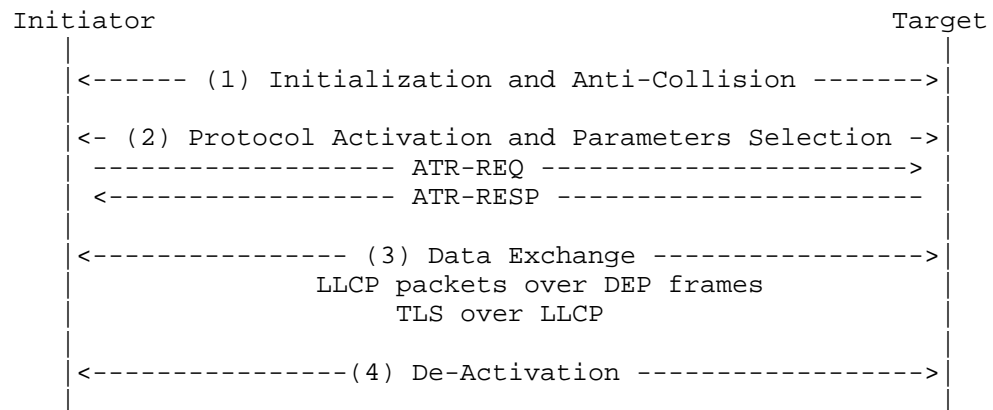 Initiator Target
<------ (1) Initialization and Anti-Collision ------->
<- (2) Protocol Activation and Parameters Selection ->
------------------- ATR-REQ ----------------------->
<------------------ ATR-RESP -----------------------
<---------------- (3) Data Exchange ----------------->
LLCP packets over DEP frames
TLS over LLCP
<----------------(4) De-Activation ------------------>